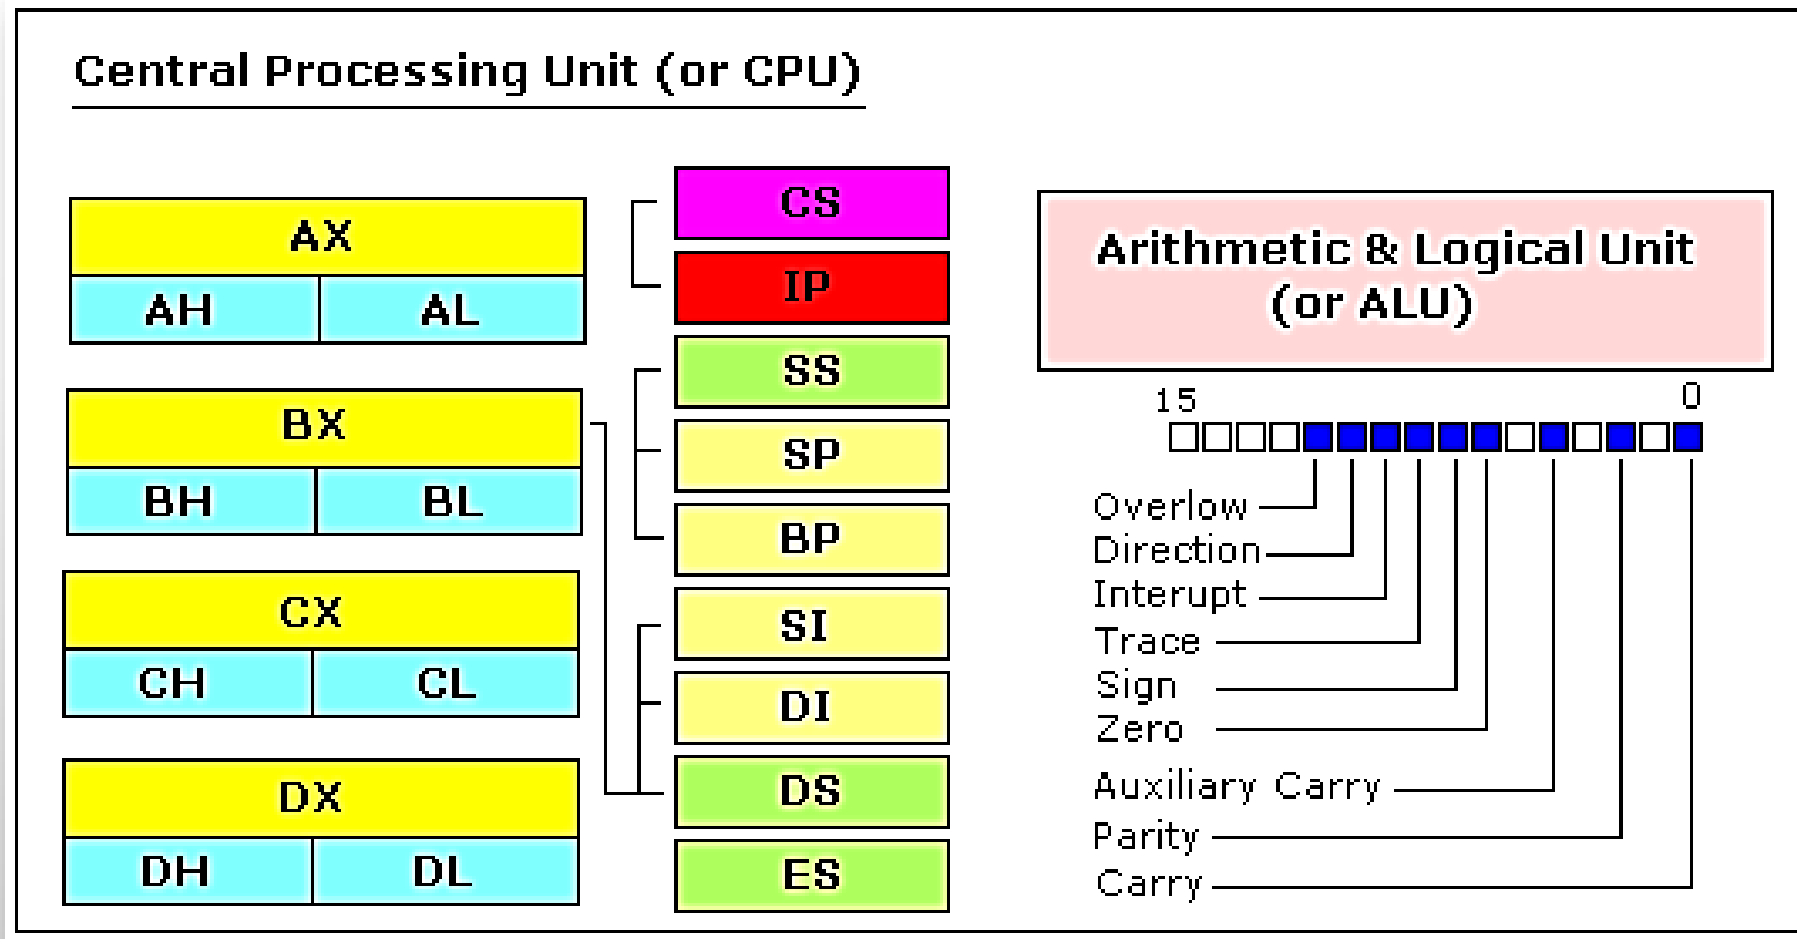 Central Processing Unit (or CPU)
AX
AH AL
BX
BH BL
CX
CH CL
DX
DH DL
CS
IP
SS
SP
BP
SI
DI
DS
ES
Arithmetic & Logical Unit
(or ALU)
15 0
Overlow
Direction
Interupt
Trace
Sign
Zero
Auxiliary Carry
Parity
Carry